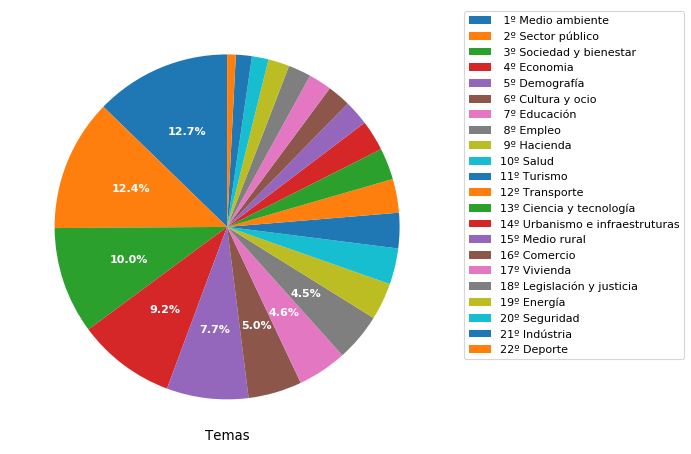 12.7%
12.4%
10.0%
9.2%
7.7%
5.0%
4.6%
4.5%
Temas
1º Medio ambiente
2º Sector público
3º Sociedad y bienestar
4º Economia
5º Demografía
6º Cultura y ocio
7º Educación
8º Empleo
9º Hacienda
10º Salud
11º Turismo
12º Transporte
13º Ciencia y tecnología
14º Urbanismo e infraestruturas
15º Medio rural
16º Comercio
17º Vivienda
18º Legislación y justicia
19º Energía
20º Seguridad
21º Indústria
22º Deporte